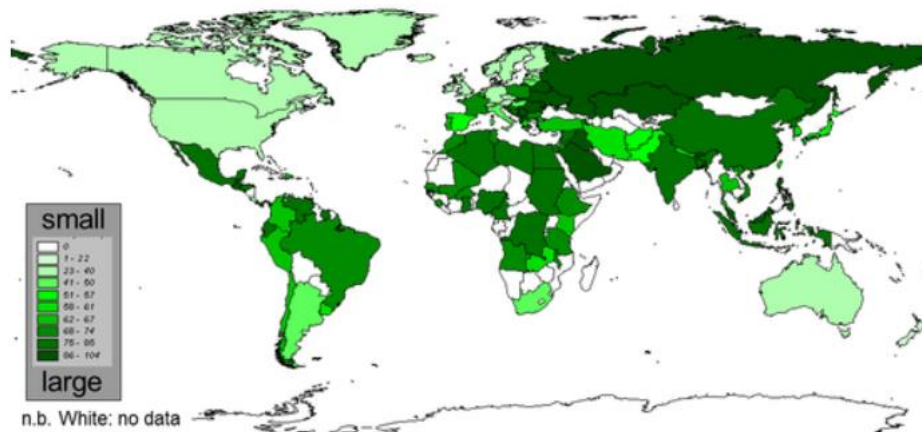 small
0
1 - 22
23 - 40
41 - 50
51 - 57
58 - 61
62 - 67
68 - 74
75 - 85
86 - 104
large
n.b. White: no data